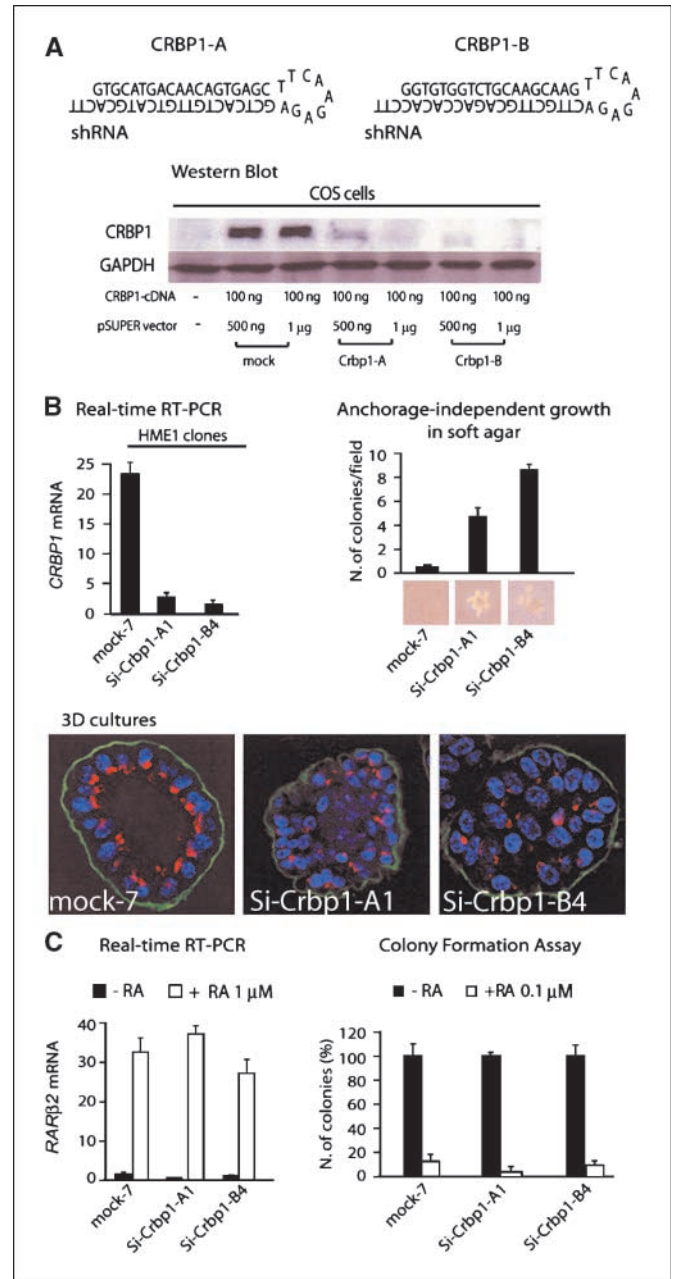 A
CRBP1-A
CRBP1-B
GTGCATGACAACAGTGAGC TTCAAGAGA
GCTCACTGTTGTCATGCACTT
shRNA
GGTGTGGTCTGCAAGCAAG TTCAAGAGA
CTTGCTTGCAGACCACACCTT
shRNA
Western Blot
COS cells
CRBP1
GAPDH
CRBP1-cDNA - 100 ng 100 ng 100 ng 100 ng 100 ng 100 ng
pSUPER vector - 500 ng 1 µg 500 ng 1 µg 500 ng 1 µg
mock Crbp1-A Crbp1-B
B
Real-time RT-PCR
HME1 clones
CRBP1 mRNA
25
20
15
10
5
0
mock-7
Si-Crbp1-A1
Si-Crbp1-B4
Anchorage-independent growth
in soft agar
N. of colonies/field
10
8
6
4
2
0
mock-7
Si-Crbp1-A1
Si-Crbp1-B4
3D cultures
mock-7
Si-Crbp1-A1
Si-Crbp1-B4
C
Real-time RT-PCR
- RA + RA 1 µM
RARβ2 mRNA
40
30
20
10
0
mock-7
Si-Crbp1-A1
Si-Crbp1-B4
Colony Formation Assay
- RA +RA 0.1 µM
N. of colonies (%)
120
100
80
60
40
20
0
mock-7
Si-Crbp1-A1
Si-Crbp1-B4